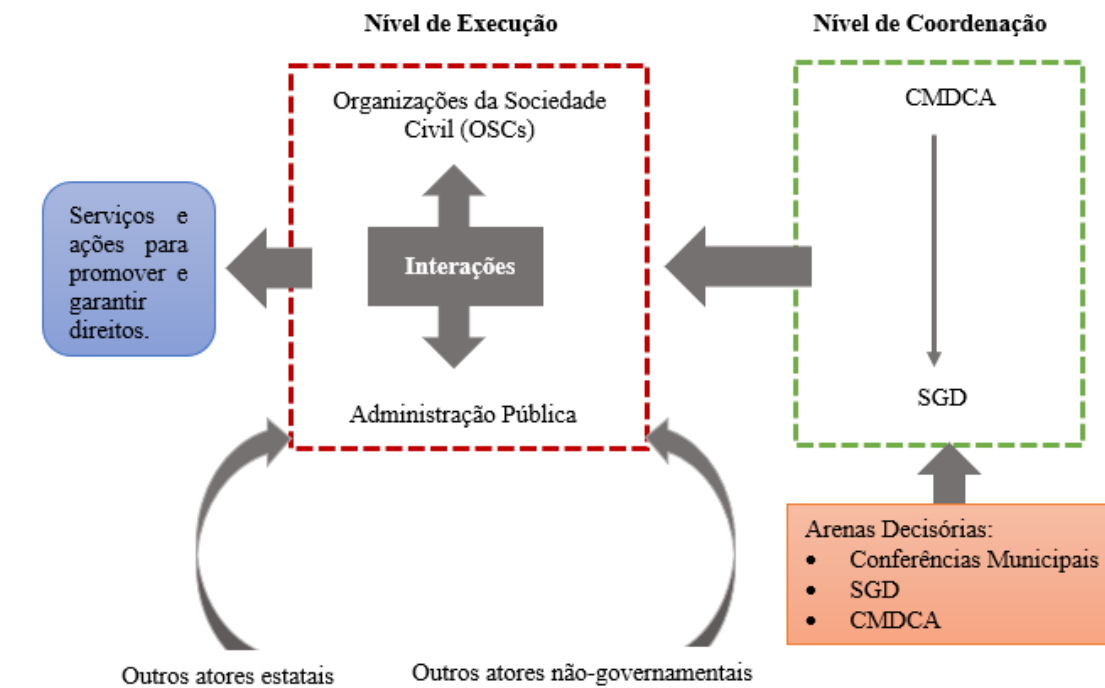 Nível de Execução
Nível de Coordenação
Organizações da Sociedade
Civil (OSCs)
CMDCA
Serviços e
ações para
promover e
garantir
direitos.
Interações
SGD
Administração Pública
Arenas Decisórias:
• Conferências Municipais
• SGD
• CMDCA
Outros atores estatais
Outros atores não-governamentais